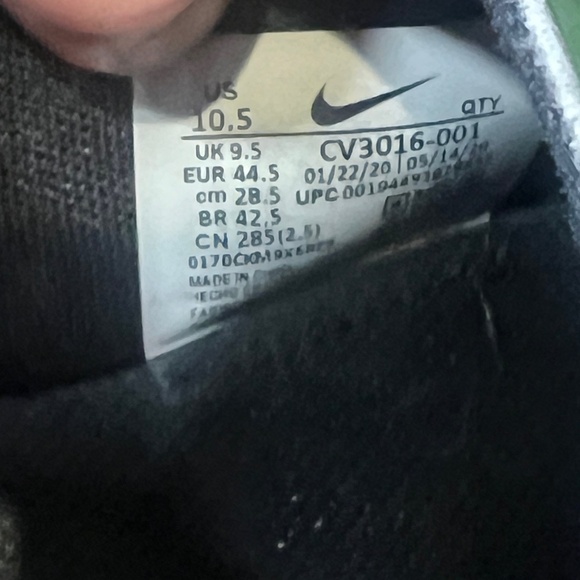 US
10.5
QTY
UK 9.5
CV3016-001
EUR 44.5
01/22/20 05/14/20
cm 28.5
UPC
BR 42,5
CN 285(2.5)
MADE IN